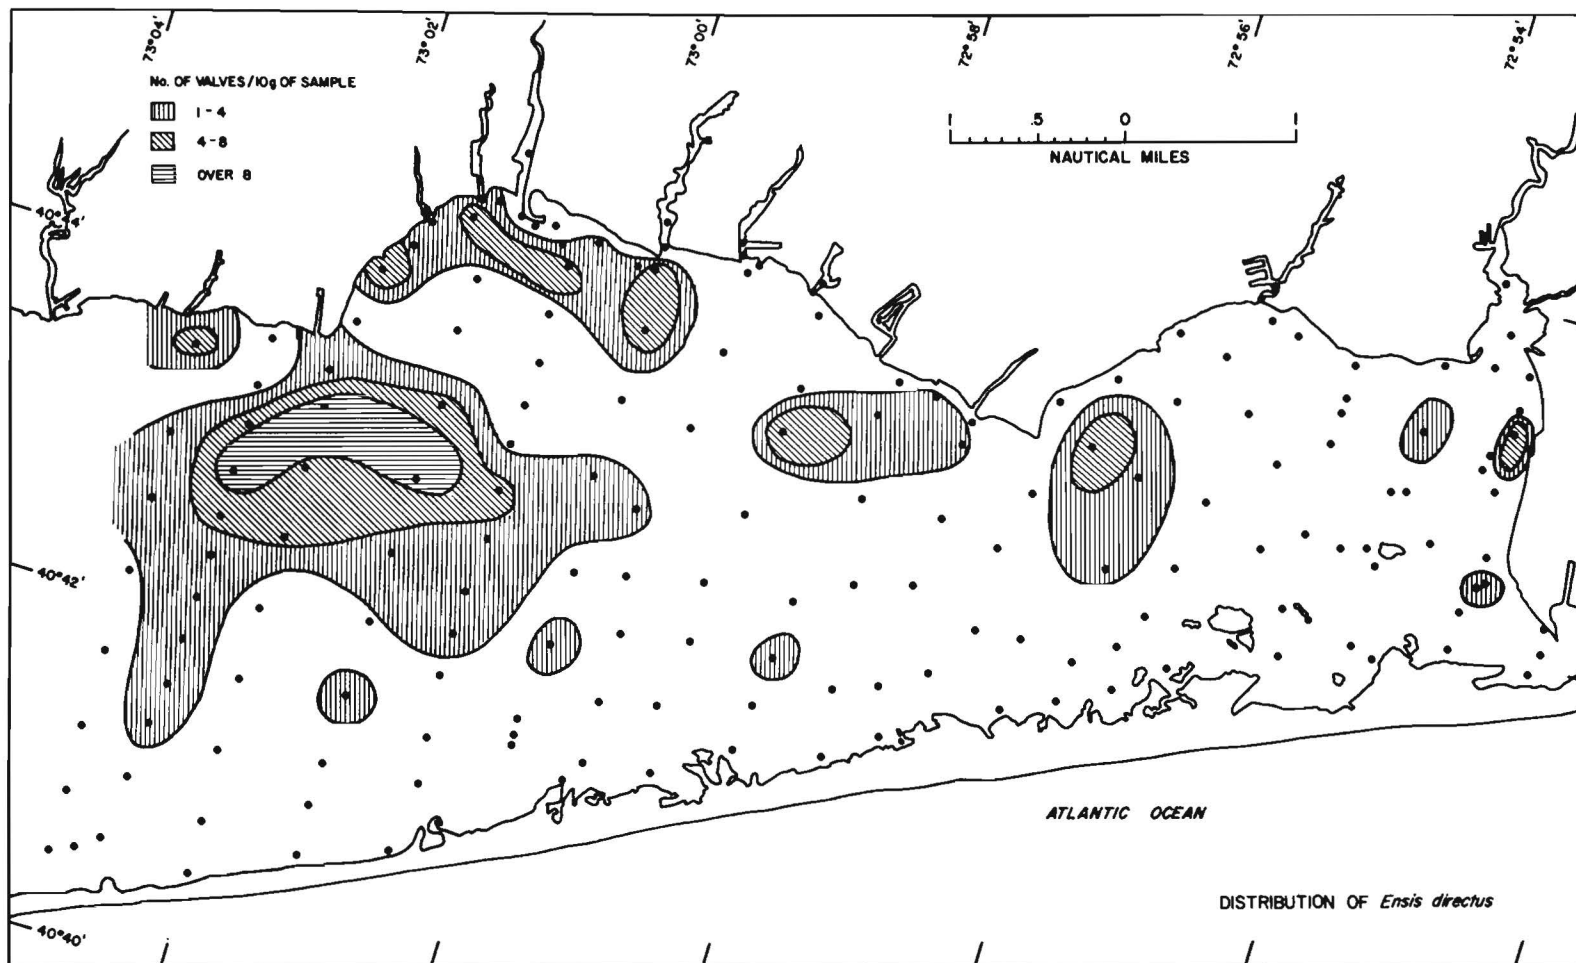 73°04'
73°02'
73°00'
72°58'
72°56'
72°54'
No. OF VALVES/10g OF SAMPLE
1-4
4-8
OVER 8
1 .5 0 1
NAUTICAL MILES
40°44'
40°42'
40°40'
ATLANTIC OCEAN
DISTRIBUTION OF Ensis directus